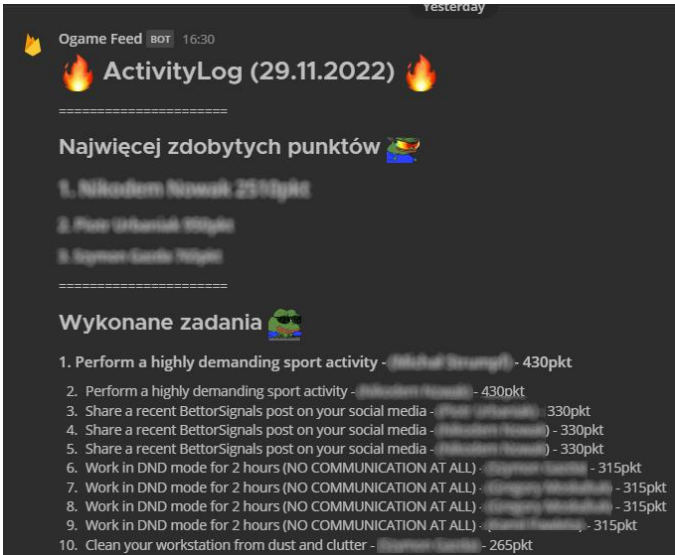 Yesterday
Ogame Feed BOT 16:30
ActivityLog (29.11.2022)
======================
Najwięcej zdobytych punktów
1.
2.
3.
======================
Wykonane zadania
1. Perform a highly demanding sport activity - - 430pkt
2. Perform a highly demanding sport activity - - 430pkt
3. Share a recent BettorSignals post on your social media - 330pkt
4. Share a recent BettorSignals post on your social media - ) - 330pkt
5. Share a recent BettorSignals post on your social media - ) - 330pkt
6. Work in DND mode for 2 hours (NO COMMUNICATION AT ALL) - - 315pkt
7. Work in DND mode for 2 hours (NO COMMUNICATION AT ALL) - - 315pkt
8. Work in DND mode for 2 hours (NO COMMUNICATION AT ALL) - - 315pkt
9. Work in DND mode for 2 hours (NO COMMUNICATION AT ALL) - - 315pkt
10. Clean your workstation from dust and clutter - - 265pkt